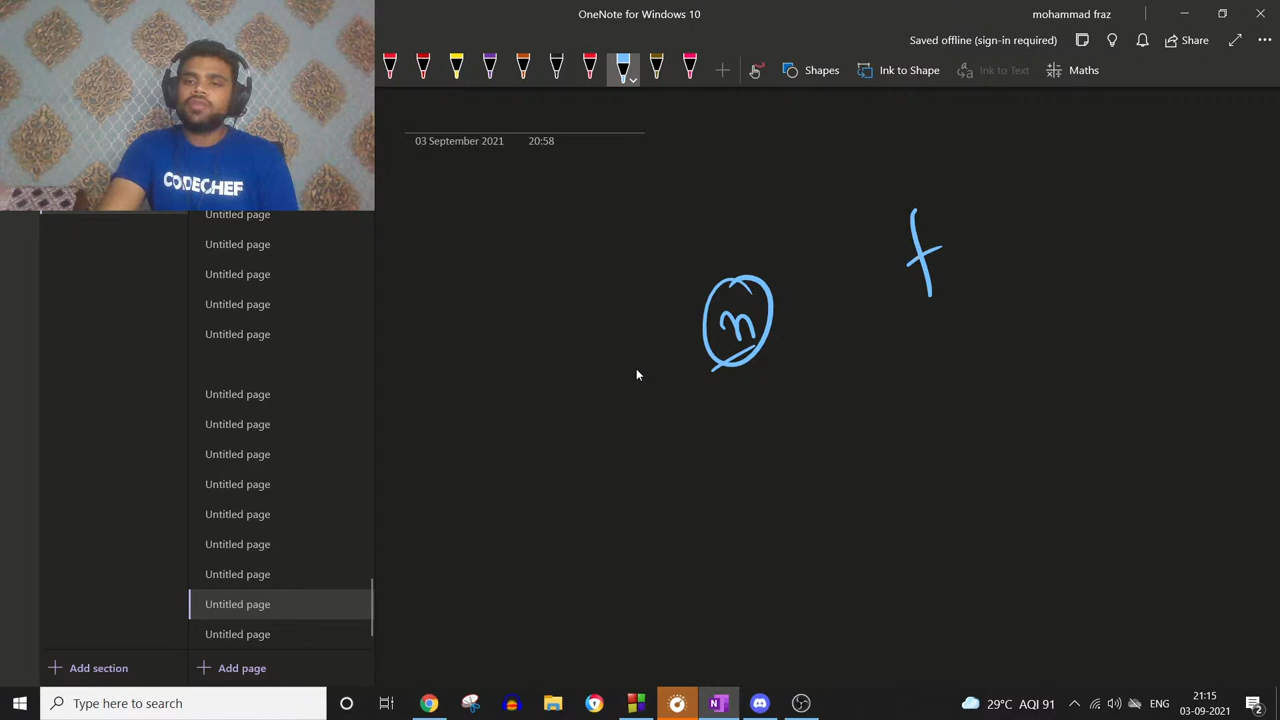 OneNote for Windows 10
mohammad fraz
Saved offline (sign-in required)
Share
Shapes
Ink to Shape
Ink to Text
Maths
03 September 2021 20:58
CODECHEF
f
n
Untitled page
Untitled page
Untitled page
Untitled page
Untitled page
Untitled page
Untitled page
Untitled page
Untitled page
Untitled page
Untitled page
Untitled page
Untitled page
Untitled page
Add section
Add page
Type here to search
29°C AQI 91
ENG
21:15
03-09-2021
2